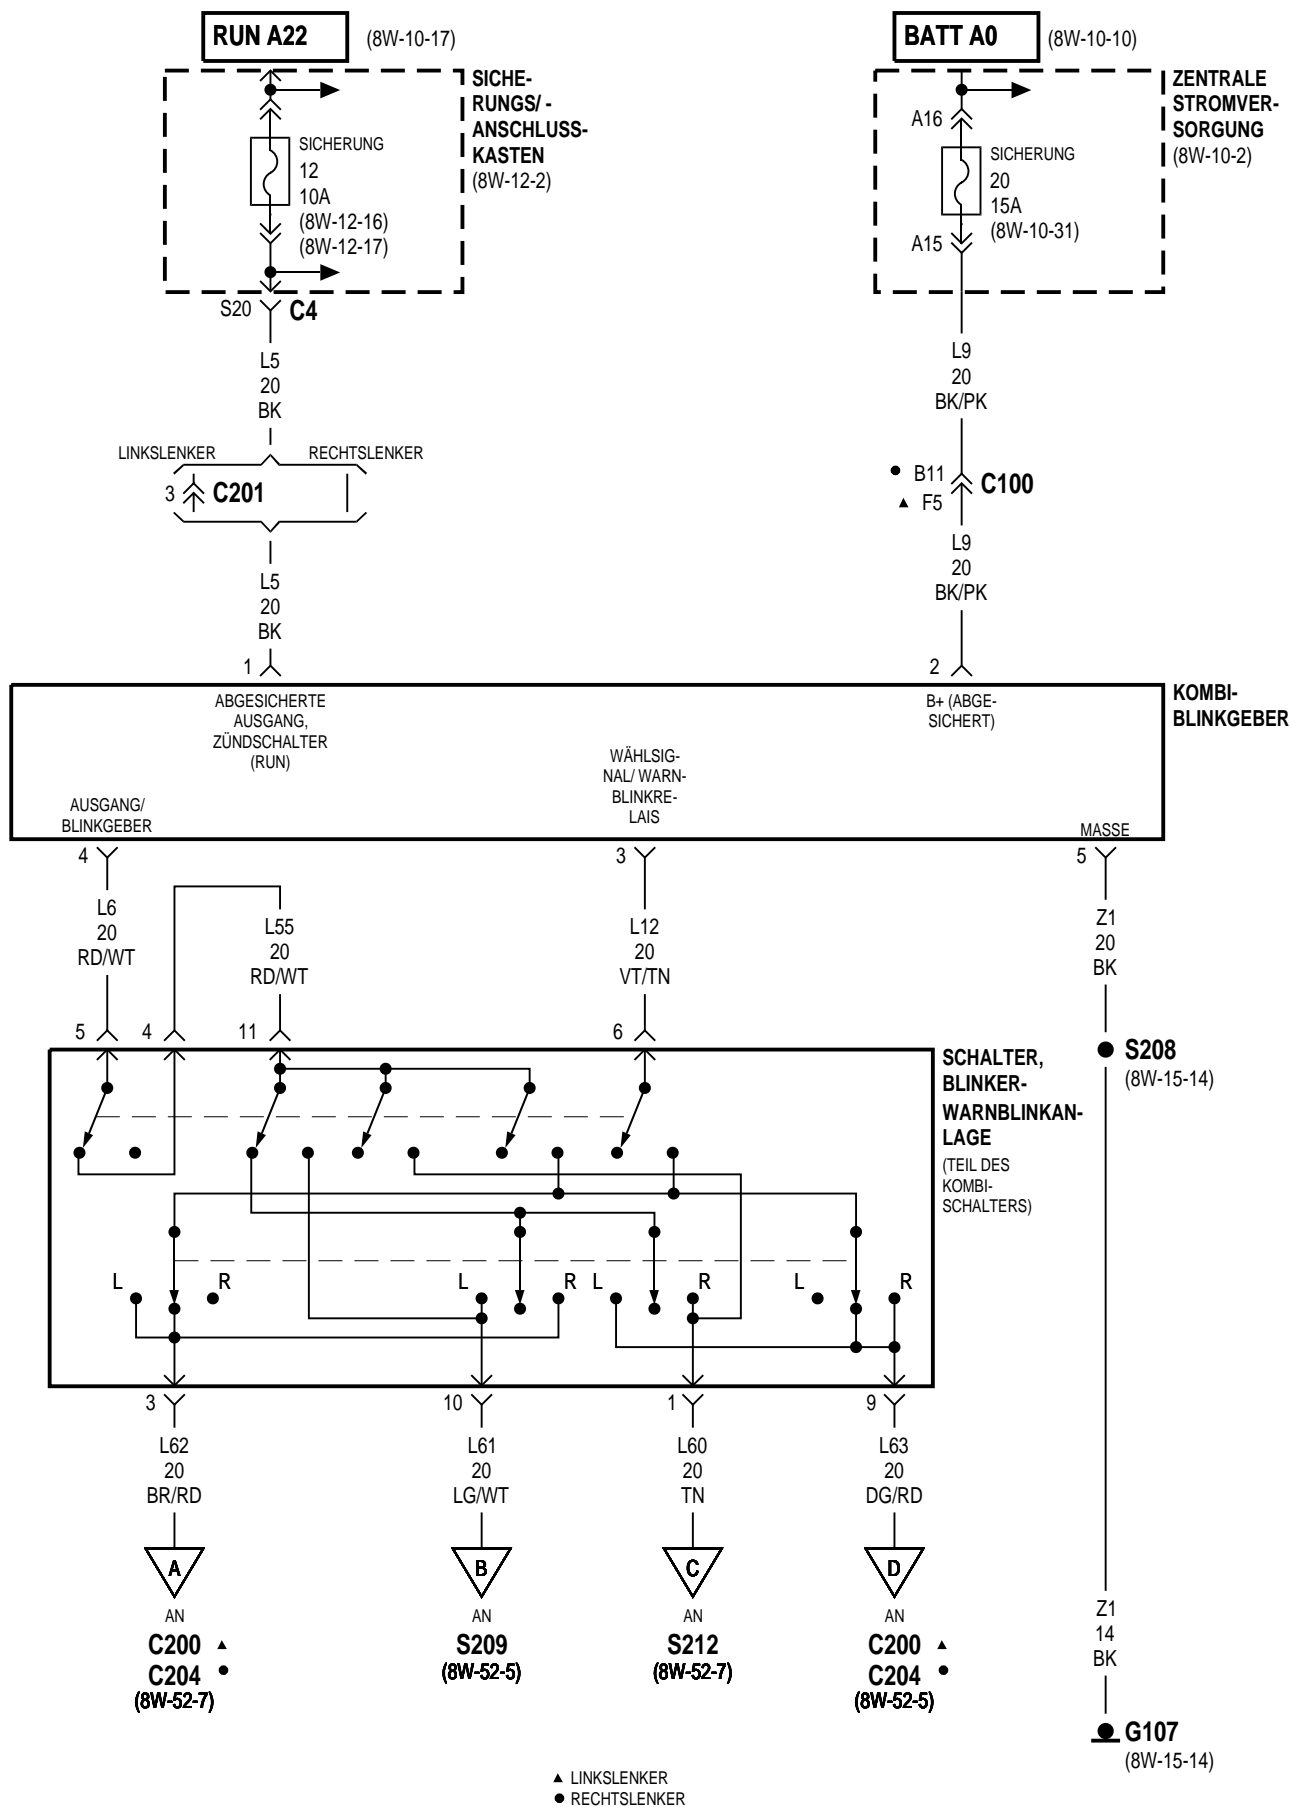 RUN A22
(8W-10-17)
BATT A0
(8W-10-10)
SICHE-
RUNGS/ -
ANSCHLUSS-
KASTEN
(8W-12-2)
SICHERUNG
12
10A
(8W-12-16)
(8W-12-17)
ZENTRALE
STROMVER-
SORGUNG
(8W-10-2)
A16
SICHERUNG
20
15A
(8W-10-31)
A15
S20
C4
L5
20
BK
L9
20
BK/PK
LINKSLENKER
RECHTSLENKER
3
C201
B11
F5
C100
L5
20
BK
L9
20
BK/PK
1
2
ABGESICHERTE
AUSGANG,
ZÜNDSCHALTER
(RUN)
B+ (ABGE-
SICHERT)
KOMBI-
BLINKGEBER
WÄHLSIG-
NAL/ WARN-
BLINKRE-
LAIS
AUSGANG/
BLINKGEBER
MASSE
4
3
5
L6
20
RD/WT
L55
20
RD/WT
L12
20
VT/TN
Z1
20
BK
5
4
11
6
SCHALTER,
BLINKER-
WARNBLINKAN-
LAGE
(TEIL DES
KOMBI-
SCHALTERS)
S208
(8W-15-14)
L
R
L
R
L
R
L
R
3
10
1
9
L62
20
BR/RD
L61
20
LG/WT
L60
20
TN
L63
20
DG/RD
A
B
C
D
AN
C200
C204
(8W-52-7)
AN
S209
(8W-52-5)
AN
S212
(8W-52-7)
AN
C200
C204
(8W-52-5)
Z1
14
BK
G107
(8W-15-14)
▲ LINKSLENKER
● RECHTSLENKER